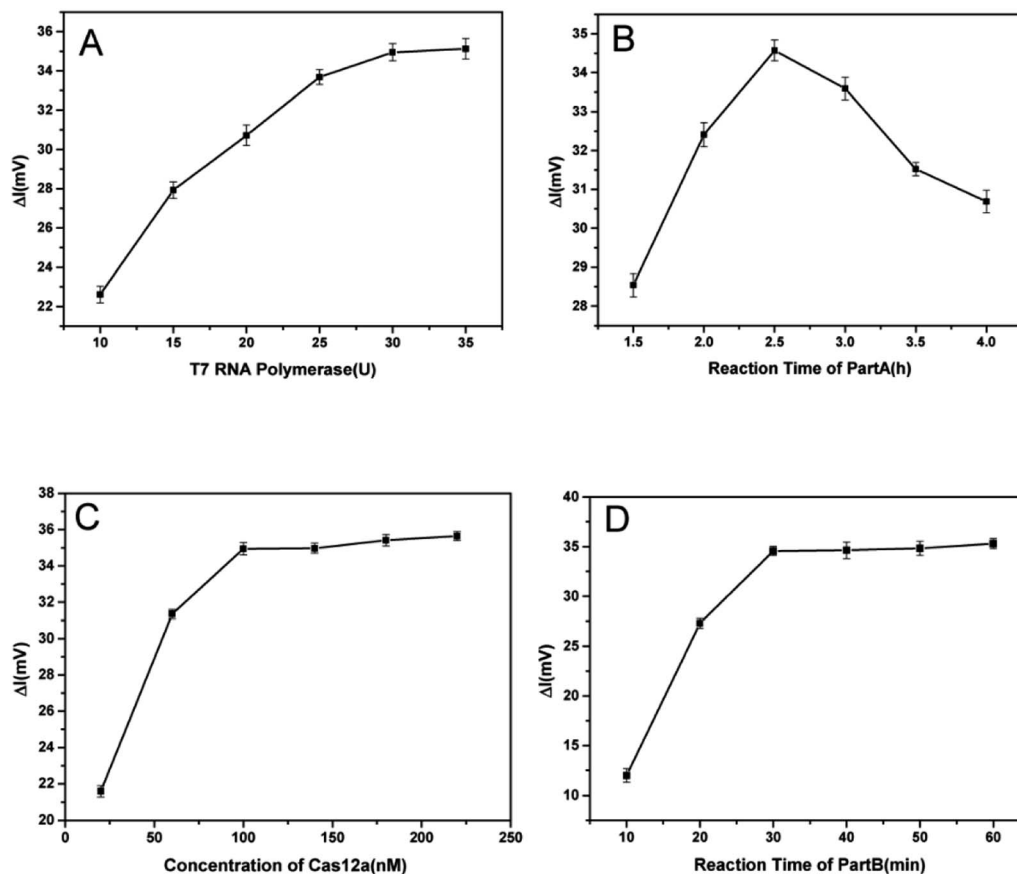 A
ΔI(mV)
36
34
32
30
28
26
24
22
10 15 20 25 30 35
T7 RNA Polymerase(U)
B
ΔI(mV)
35
34
33
32
31
30
29
28
1.5 2.0 2.5 3.0 3.5 4.0
Reaction Time of PartA(h)
C
ΔI(mV)
38
36
34
32
30
28
26
24
22
20
0 50 100 150 200 250
Concentration of Cas12a(nM)
D
ΔI(mV)
40
35
30
25
20
15
10
10 20 30 40 50 60
Reaction Time of PartB(min)